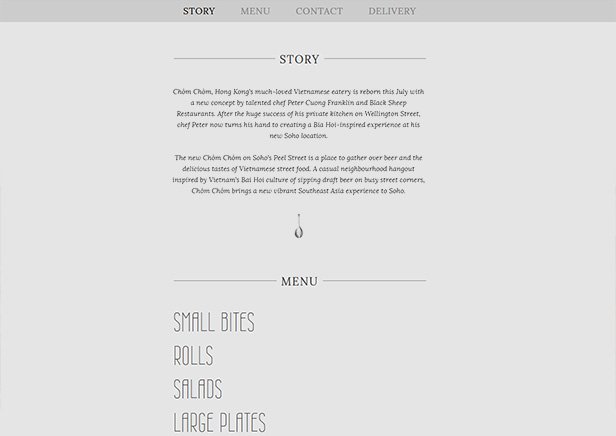 STORY MENU CONTACT DELIVERY
STORY
Chôm Chôm, Hong Kong's much-loved Vietnamese eatery is reborn this July with
a new concept by talented chef Peter Cuong Franklin and Black Sheep
Restaurants. After the huge success of his private kitchen on Wellington Street,
chef Peter now turns his hand to creating a Bia Hoi-inspired experience at his
new Soho location.
The new Chôm Chôm on Soho's Peel Street is a place to gather over beer and the
delicious tastes of Vietnamese street food. A casual neighbourhood hangout
inspired by Vietnam's Bai Hoi culture of sipping draft beer on busy street corners,
Chôm Chôm brings a new vibrant Southeast Asia experience to Soho.
MENU
SMALL BITES
ROLLS
SALADS
LARGE PLATES